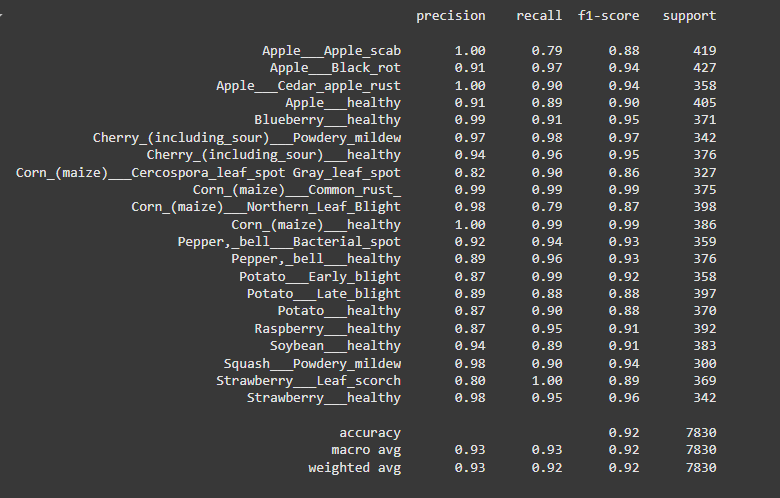 precision recall f1-score support
Apple___Apple_scab 1.00 0.79 0.88 419
Apple___Black_rot 0.91 0.97 0.94 427
Apple___Cedar_apple_rust 1.00 0.90 0.94 358
Apple___healthy 0.91 0.89 0.90 405
Blueberry___healthy 0.99 0.91 0.95 371
Cherry_(including_sour)___Powdery_mildew 0.97 0.98 0.97 342
Cherry_(including_sour)___healthy 0.94 0.96 0.95 376
Corn_(maize)___Cercospora_leaf_spot Gray_leaf_spot 0.82 0.90 0.86 327
Corn_(maize)___Common_rust_ 0.99 0.99 0.99 375
Corn_(maize)___Northern_Leaf_Blight 0.98 0.79 0.87 398
Corn_(maize)___healthy 1.00 0.99 0.99 386
Pepper,_bell___Bacterial_spot 0.92 0.94 0.93 359
Pepper,_bell___healthy 0.89 0.96 0.93 376
Potato___Early_blight 0.87 0.99 0.92 358
Potato___Late_blight 0.89 0.88 0.88 397
Potato___healthy 0.87 0.90 0.88 370
Raspberry___healthy 0.87 0.95 0.91 392
Soybean___healthy 0.94 0.89 0.91 383
Squash___Powdery_mildew 0.98 0.90 0.94 300
Strawberry___Leaf_scorch 0.80 1.00 0.89 369
Strawberry___healthy 0.98 0.95 0.96 342
accuracy 0.92 7830
macro avg 0.93 0.93 0.92 7830
weighted avg 0.93 0.92 0.92 7830